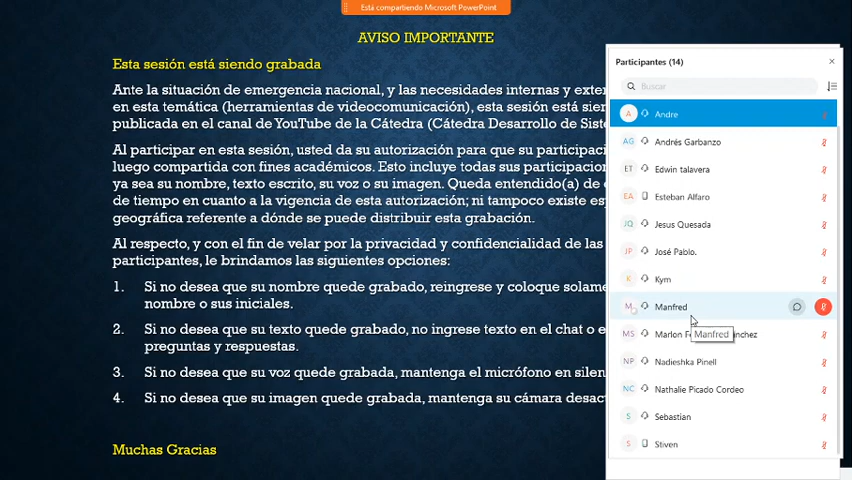 Está compartiendo Microsoft PowerPoint
AVISO IMPORTANTE
Esta sesión está siendo grabada
Ante la situación de emergencia nacional, y las necesidades internas y
en esta temática (herramientas de videocomunicación), esta sesión está
publicada en el canal de YouTube de la Cátedra (Cátedra Desarrollo de
Al participar en esta sesión, usted da su autorización para que su
luego compartida con fines académicos. Esto incluye todas sus
ya sea su nombre, texto escrito, su voz o su imagen. Queda entendido(a) de
de tiempo en cuanto a la vigencia de esta autorización; ni tampoco existe
geográfica referente a dónde se puede distribuir esta grabación.
Al respecto, y con el fin de velar por la privacidad y confidencialidad de las
participantes, le brindamos las siguientes opciones:
1. Si no desea que su nombre quede grabado, reingrese y coloque
nombre o sus iniciales.
2. Si no desea que su texto quede grabado, no ingrese texto en el chat o
preguntas y respuestas.
3. Si no desea que su voz quede grabada, mantenga el micrófono en
4. Si no desea que su imagen quede grabada, mantenga su cámara
Muchas Gracias
Participantes (14)
Buscar
A Andre
AG Andrés Garbanzo
ET Edwin talavera
EA Esteban Alfaro
JQ Jesus Quesada
JP José Pablo.
K Kym
M Manfred
MS Marlon
Manfred
NP Nadieshka Pinell
NC Nathalie Picado Cordeo
S Sebastian
S Stiven